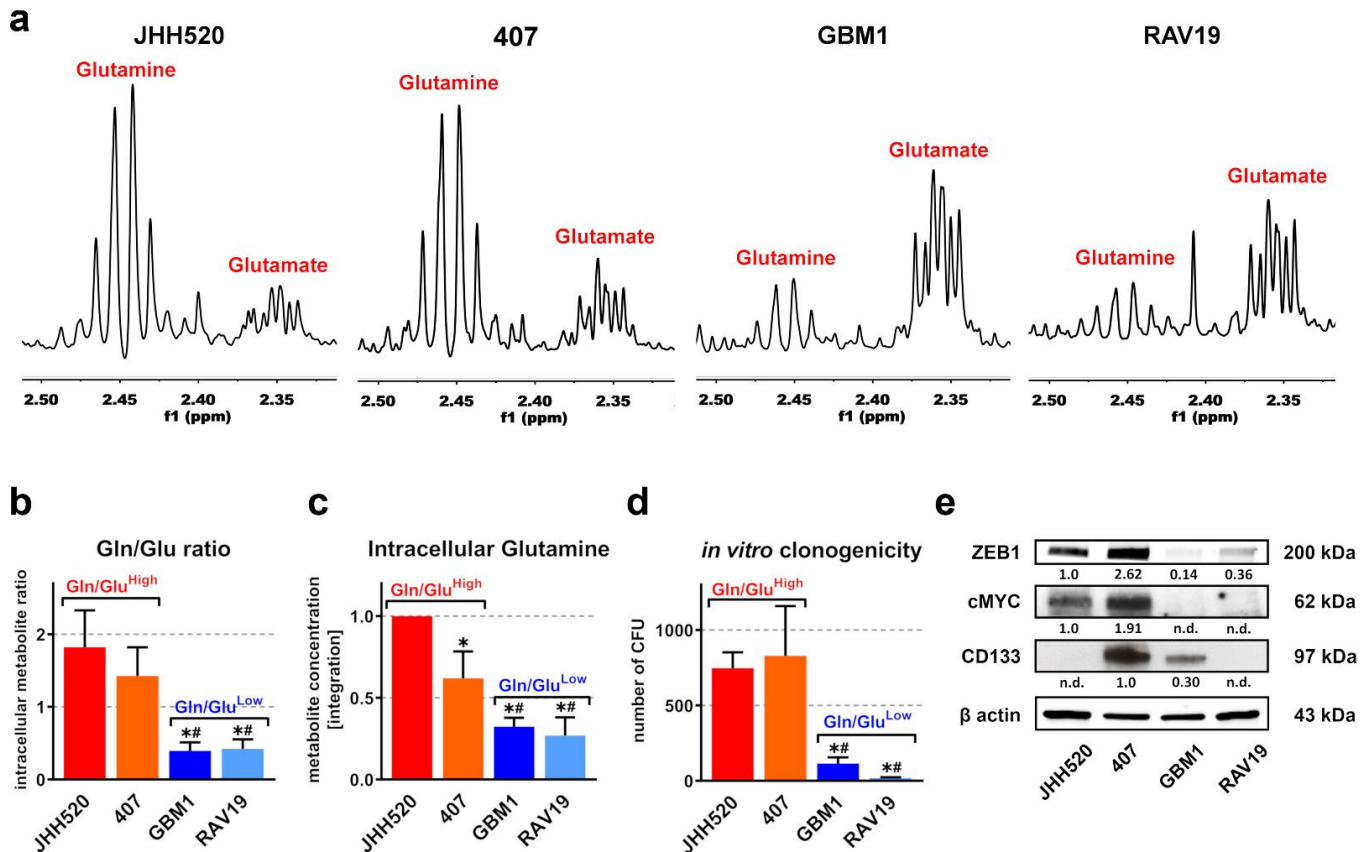 a
JHH520
407
GBM1
RAV19
Glutamine
Glutamate
Glutamine
Glutamate
Glutamine
Glutamate
Glutamine
Glutamate
2.50 2.45 2.40 2.35
f1 (ppm)
2.50 2.45 2.40 2.35
f1 (ppm)
2.50 2.45 2.40 2.35
f1 (ppm)
2.50 2.45 2.40 2.35
f1 (ppm)
b
Gln/Glu ratio
intracellular metabolite ratio
2
1
0
Gln/Glu^High
Gln/Glu^Low
*#
*#
JHH520
407
GBM1
RAV19
c
Intracellular Glutamine
metabolite concentration
[integration]
1.0
0.5
0.0
Gln/Glu^High
*
Gln/Glu^Low
*#
*#
JHH520
407
GBM1
RAV19
d
in vitro clonogenicity
number of CFU
1000
500
0
Gln/Glu^High
Gln/Glu^Low
*#
*#
JHH520
407
GBM1
RAV19
e
ZEB1 200 kDa
1.0 2.62 0.14 0.36
cMYC 62 kDa
1.0 1.91 n.d. n.d.
CD133 97 kDa
n.d. 1.0 0.30 n.d.
β actin 43 kDa
JHH520
407
GBM1
RAV19